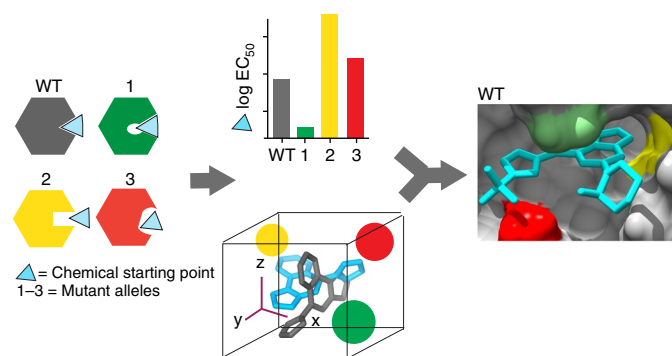 WT
1
2
3
= Chemical starting point
1–3 = Mutant alleles
log EC50
WT 1 2 3
z
y
x
WT